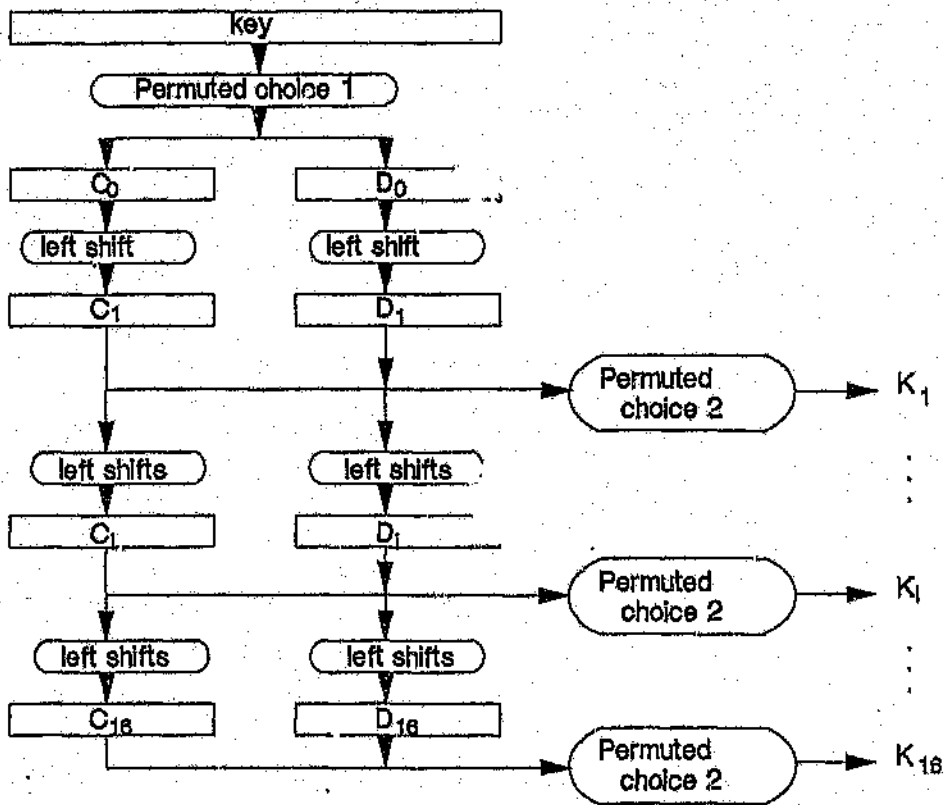 key
Permuted choice 1
C0 D0
left shift left shift
C1 D1
Permuted
choice 2
K1
left shifts left shifts
Ci Di
Permuted
choice 2
Ki
left shifts left shifts
C16 D16
Permuted
choice 2
K16